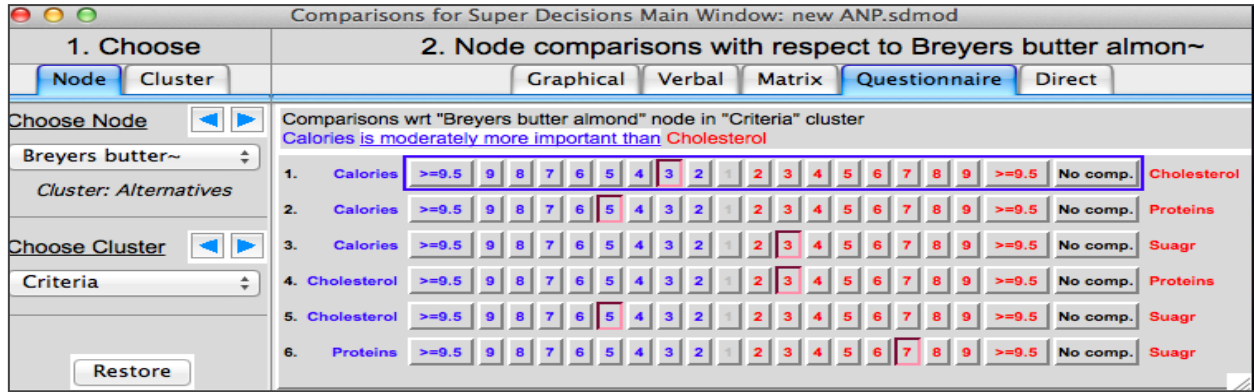 Comparisons for Super Decisions Main Window: new ANP.sdmod
1. Choose
2. Node comparisons with respect to Breyers butter almon~
Node Cluster
Graphical Verbal Matrix Questionnaire Direct
Choose Node
Breyers butter~
Cluster: Alternatives
Choose Cluster
Criteria
Restore
Comparisons wrt "Breyers butter almond" node in "Criteria" cluster
Calories is moderately more important than Cholesterol
1. Calories >=9.5 9 8 7 6 5 4 3 2 1 2 3 4 5 6 7 8 9 >=9.5 No comp. Cholesterol
2. Calories >=9.5 9 8 7 6 5 4 3 2 1 2 3 4 5 6 7 8 9 >=9.5 No comp. Proteins
3. Calories >=9.5 9 8 7 6 5 4 3 2 1 2 3 4 5 6 7 8 9 >=9.5 No comp. Suagr
4. Cholesterol >=9.5 9 8 7 6 5 4 3 2 1 2 3 4 5 6 7 8 9 >=9.5 No comp. Proteins
5. Cholesterol >=9.5 9 8 7 6 5 4 3 2 1 2 3 4 5 6 7 8 9 >=9.5 No comp. Suagr
6. Proteins >=9.5 9 8 7 6 5 4 3 2 1 2 3 4 5 6 7 8 9 >=9.5 No comp. Suagr